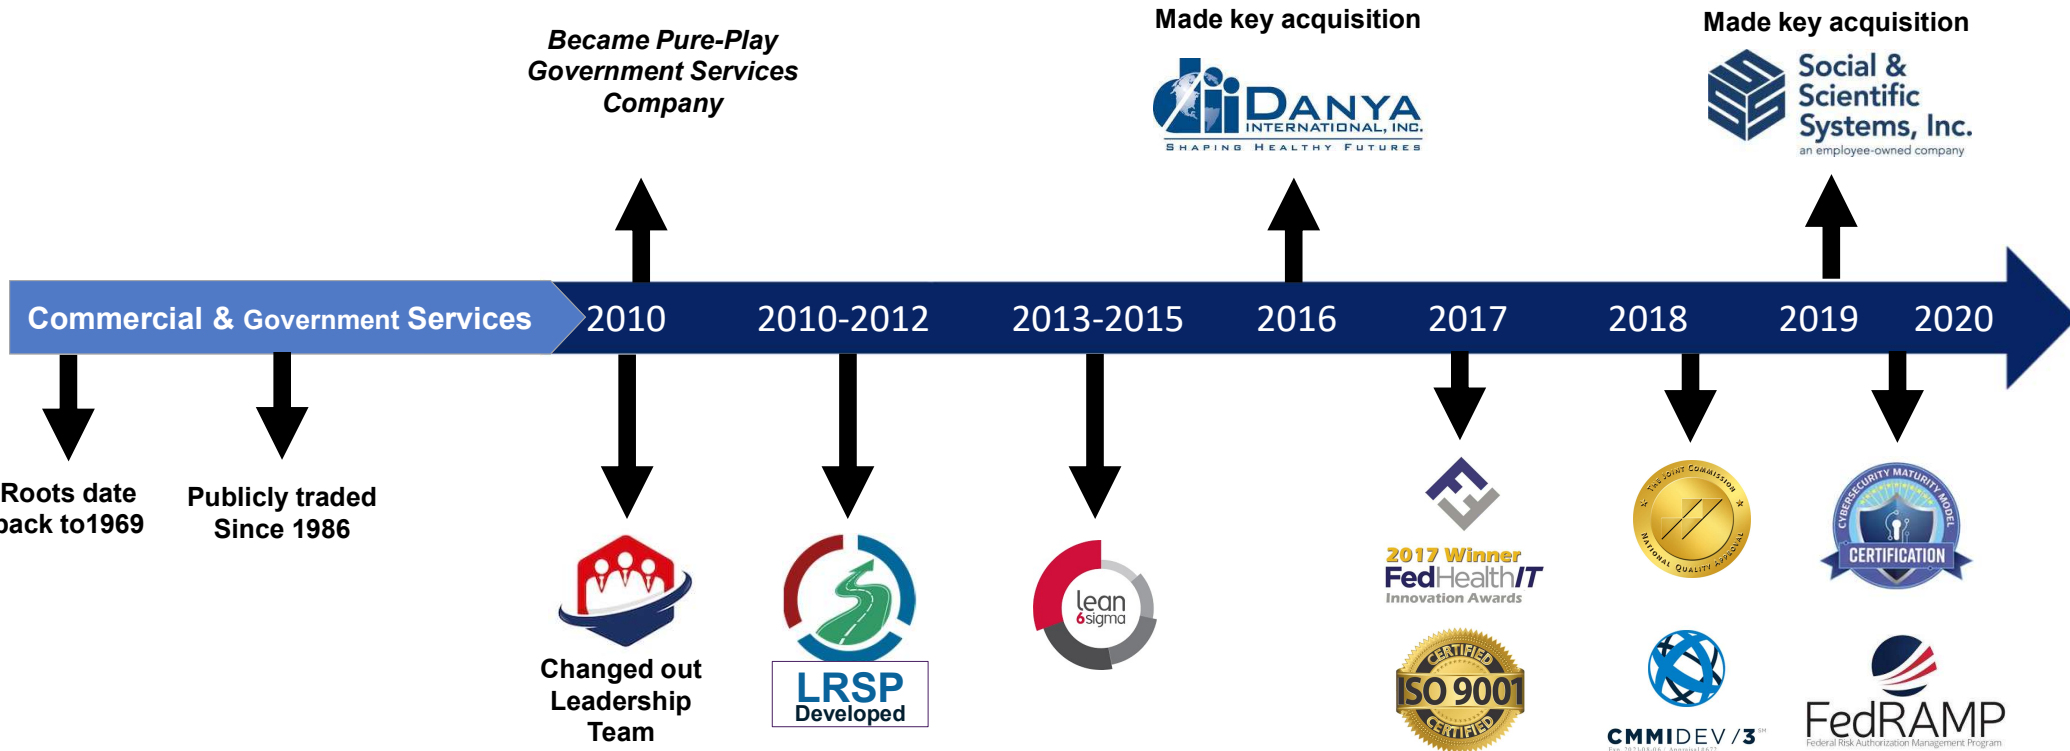 Became Pure-Play
Government Services
Company
Made key acquisition
DANYA
INTERNATIONAL, INC.
SHAPING HEALTHY FUTURES
Made key acquisition
SSS
Social &
Scientific
Systems, Inc.
an employee-owned company
Commercial & Government Services
2010
2010-2012
2013-2015
2016
2017
2018
2019
2020
Roots date
back to1969
Publicly traded
Since 1986
Changed out
Leadership
Team
LRSP
Developed
lean
6sigma
2017 Winner
FedHealthIT
Innovation Awards
CERTIFIED
ISO 9001
CERTIFIED
THE JOINT COMMISSION
NATIONAL QUALITY APPROVAL
CMMIDEV/3℠
CYBERSECURITY MATURITY MODEL
CERTIFICATION
FedRAMP
Federal Risk Authorization Management Program